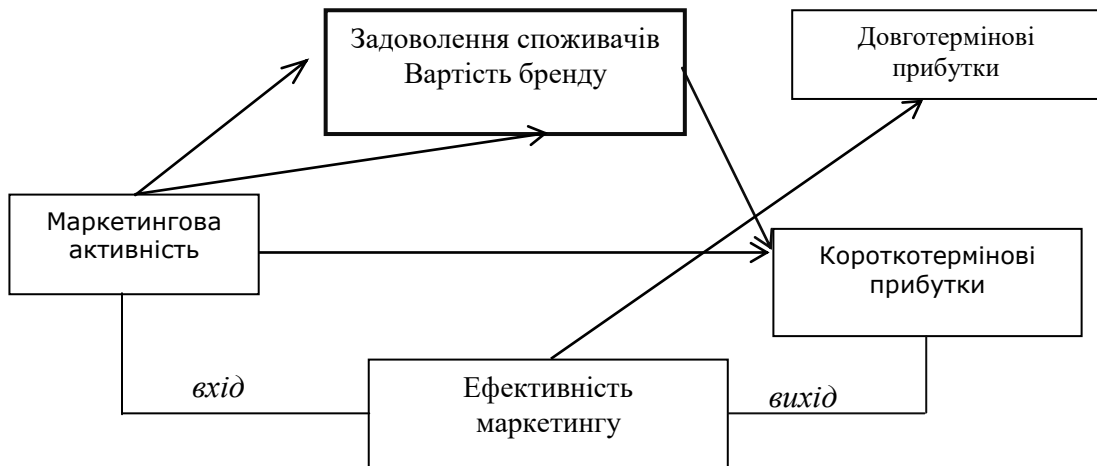 Задоволення споживачів
Вартість бренду
Довготермінові
прибутки
Маркетингова
активність
Короткотермінові
прибутки
вхід
Ефективність
маркетингу
вихід